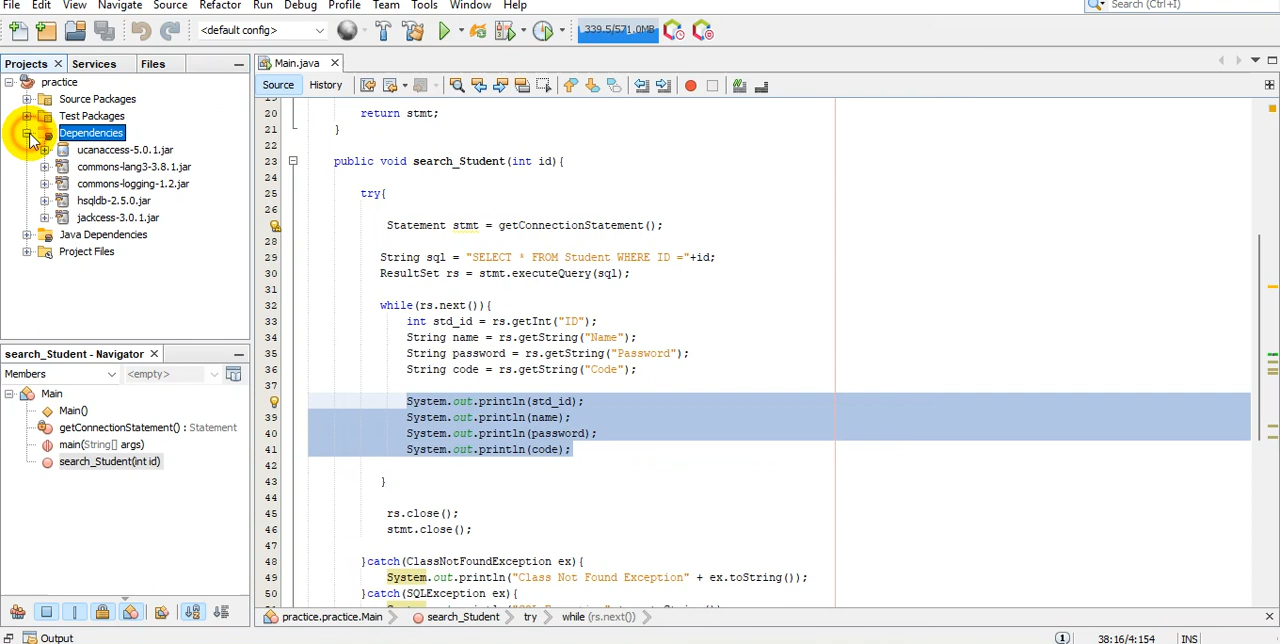 File Edit View Navigate Source Refactor Run Debug Profile Team Tools Window Help
Search (Ctrl+I)
<default config>
339.5/571.0MB
Projects
Services
Files
Main.java
practice
Source
History
Source Packages
Test Packages
Dependencies
ucanaccess-5.0.1.jar
commons-lang3-3.8.1.jar
commons-logging-1.2.jar
hsqldb-2.5.0.jar
jackcess-3.0.1.jar
Java Dependencies
Project Files
search_Student - Navigator
Members
<empty>
Main
Main()
getConnectionStatement() : Statement
main(String[] args)
search_Student(int id)
Output
20 return stmt;
21 }
22
23 public void search_Student(int id){
24
25 try{
26
Statement stmt = getConnectionStatement();
28
29 String sql = "SELECT * FROM Student WHERE ID ="+id;
30 ResultSet rs = stmt.executeQuery(sql);
31
32 while(rs.next()){
33 int std_id = rs.getInt("ID");
34 String name = rs.getString("Name");
35 String password = rs.getString("Password");
36 String code = rs.getString("Code");
37
System.out.println(std_id);
39 System.out.println(name);
40 System.out.println(password);
41 System.out.println(code);
42
43 }
44
45 rs.close();
46 stmt.close();
47
48 }catch(ClassNotFoundException ex){
49 System.out.println("Class Not Found Exception" + ex.toString());
50 }catch(SQLException ex){
practice.practice.Main search_Student try while (rs.next())
1 38:16/4:154 INS